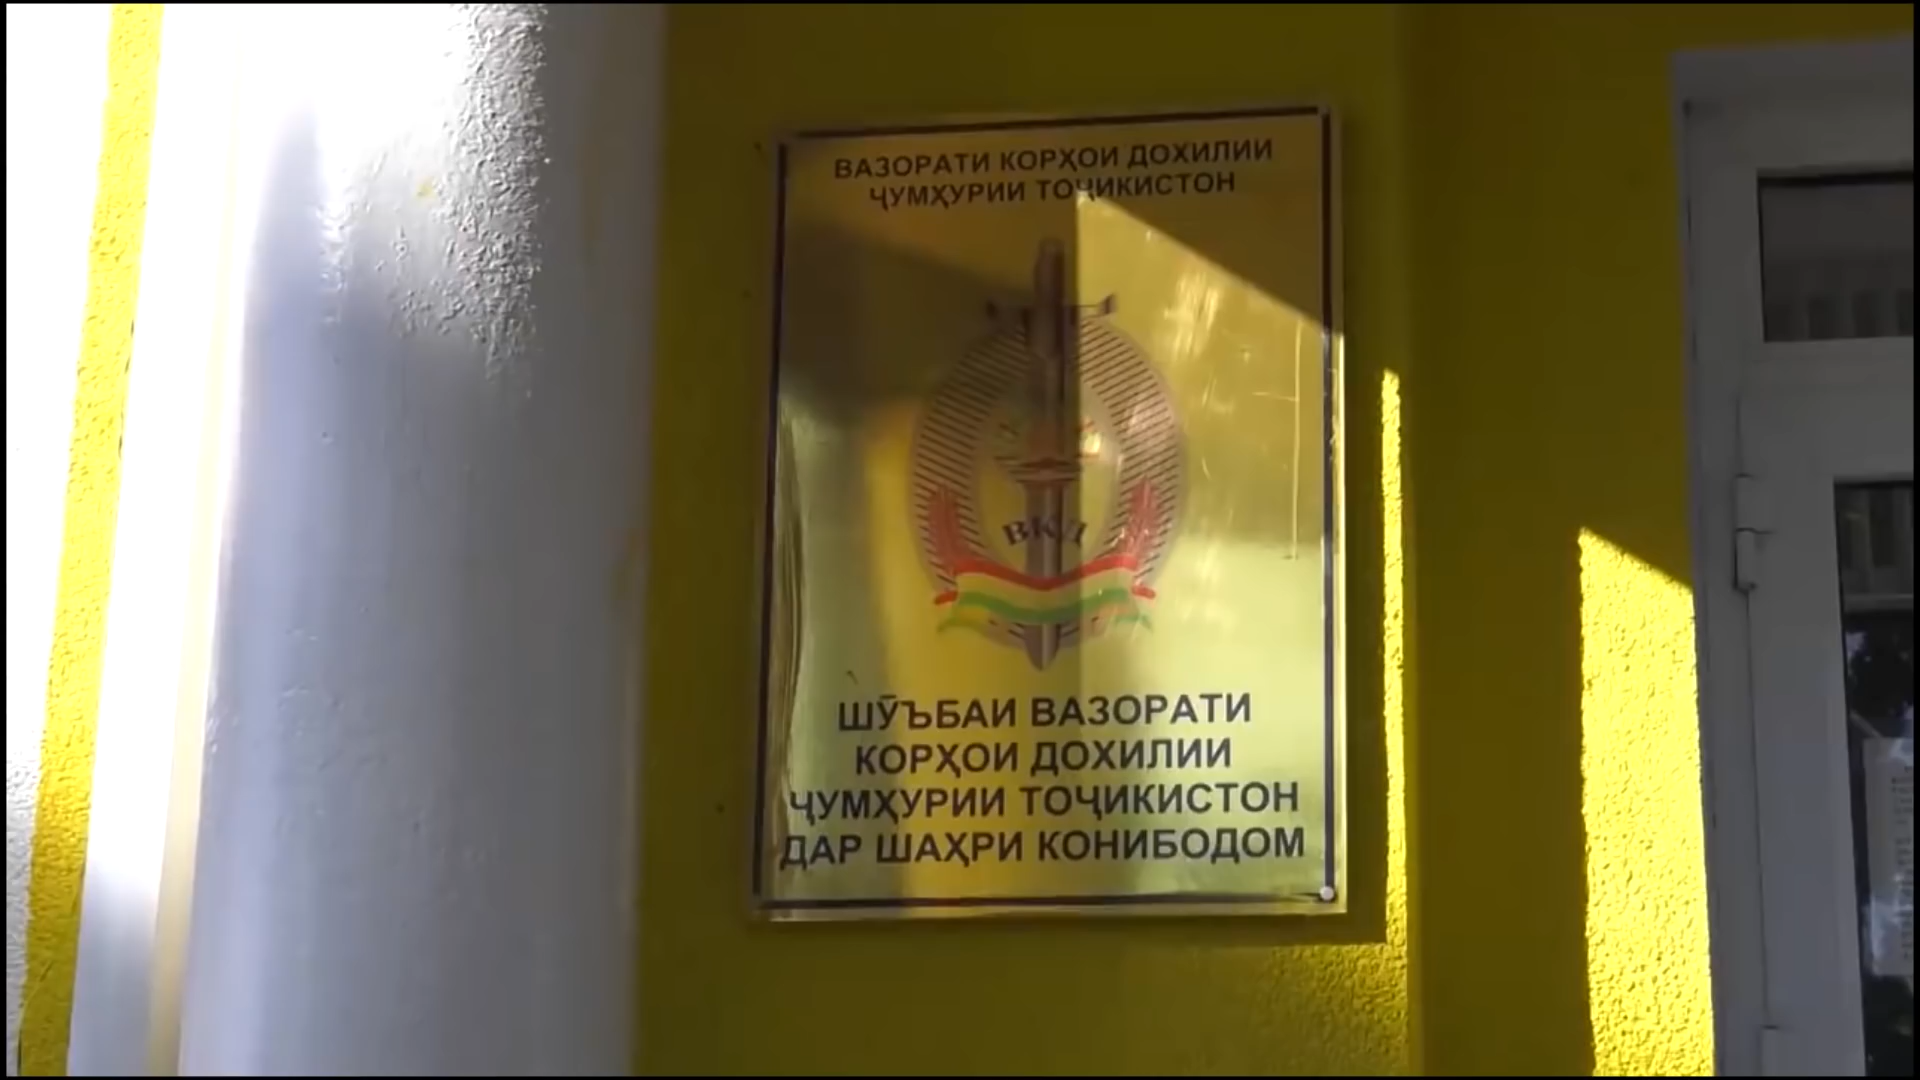 ВАЗОРАТИ КОРҲОИ ДОХИЛИИ
ҶУМҲУРИИ ТОҶИКИСТОН
ВКД
ШӮЪБАИ ВАЗОРАТИ
КОРҲОИ ДОХИЛИИ
ҶУМҲУРИИ ТОҶИКИСТОН
ДАР ШАҲРИ КОНИБОДОМ